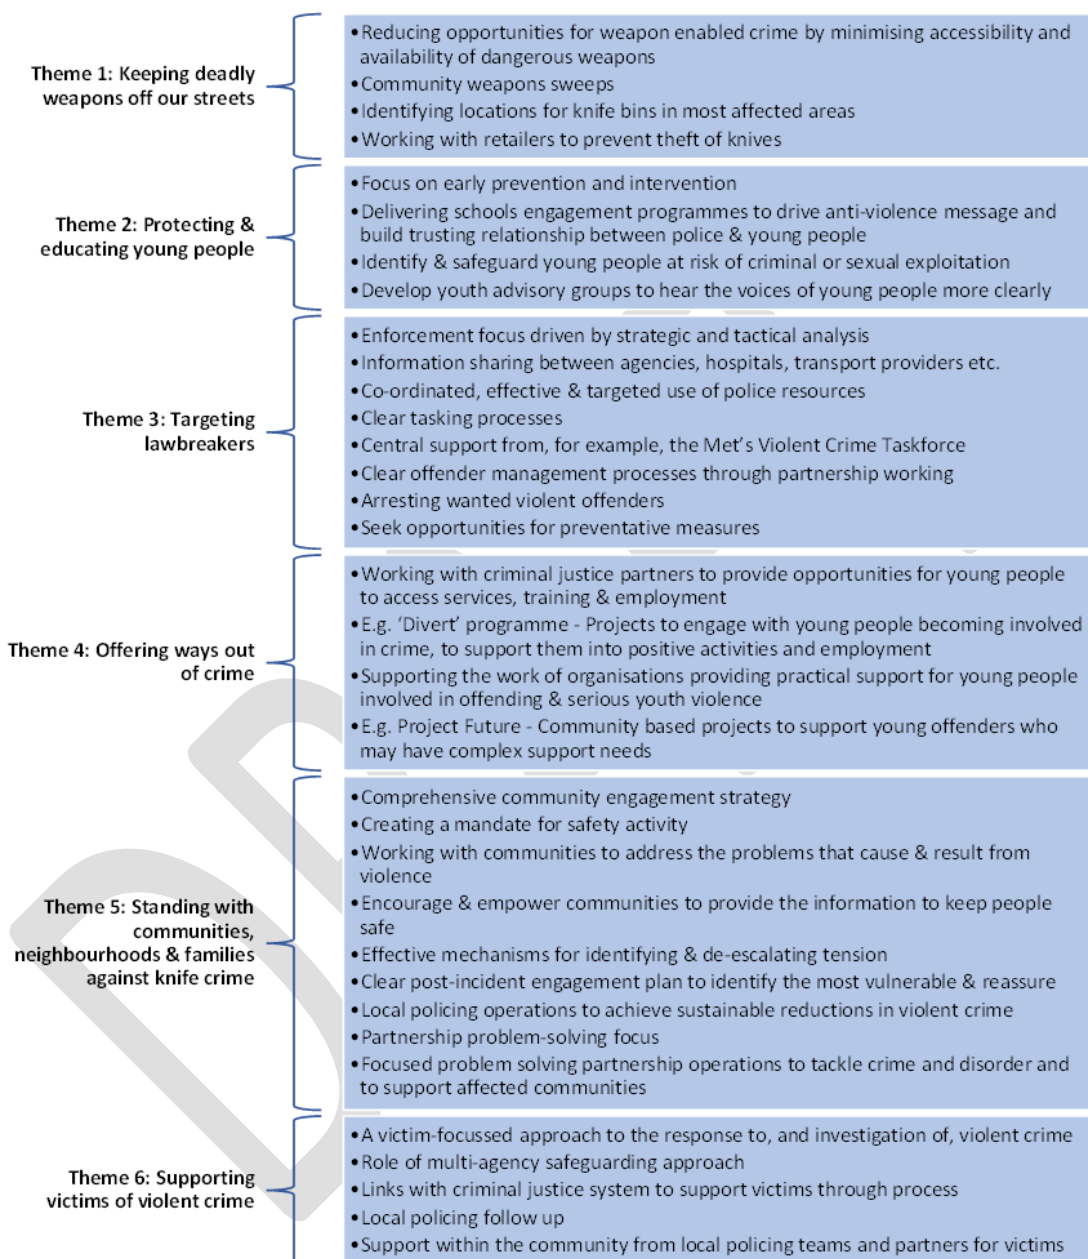 Theme 1: Keeping deadly
weapons off our streets
•Reducing opportunities for weapon enabled crime by minimising accessibility and
availability of dangerous weapons
•Community weapons sweeps
•Identifying locations for knife bins in most affected areas
•Working with retailers to prevent theft of knives
Theme 2: Protecting &
educating young people
•Focus on early prevention and intervention
•Delivering schools engagement programmes to drive anti-violence message and
build trusting relationship between police & young people
•Identify & safeguard young people at risk of criminal or sexual exploitation
•Develop youth advisory groups to hear the voices of young people more clearly
Theme 3: Targeting
lawbreakers
•Enforcement focus driven by strategic and tactical analysis
•Information sharing between agencies, hospitals, transport providers etc.
•Co-ordinated, effective & targeted use of police resources
•Clear tasking processes
•Central support from, for example, the Met's Violent Crime Taskforce
•Clear offender management processes through partnership working
•Arresting wanted violent offenders
•Seek opportunities for preventative measures
Theme 4: Offering ways out
of crime
•Working with criminal justice partners to provide opportunities for young people
to access services, training & employment
•E.g. 'Divert' programme - Projects to engage with young people becoming involved
in crime, to support them into positive activities and employment
•Supporting the work of organisations providing practical support for young people
involved in offending & serious youth violence
•E.g. Project Future - Community based projects to support young offenders who
may have complex support needs
Theme 5: Standing with
communities,
neighbourhoods & families
against knife crime
•Comprehensive community engagement strategy
•Creating a mandate for safety activity
•Working with communities to address the problems that cause & result from
violence
•Encourage & empower communities to provide the information to keep people
safe
•Effective mechanisms for identifying & de-escalating tension
•Clear post-incident engagement plan to identify the most vulnerable & reassure
•Local policing operations to achieve sustainable reductions in violent crime
•Partnership problem-solving focus
•Focused problem solving partnership operations to tackle crime and disorder and
to support affected communities
Theme 6: Supporting
victims of violent crime
•A victim-focussed approach to the response to, and investigation of, violent crime
•Role of multi-agency safeguarding approach
•Links with criminal justice system to support victims through process
•Local policing follow up
•Support within the community from local policing teams and partners for victims